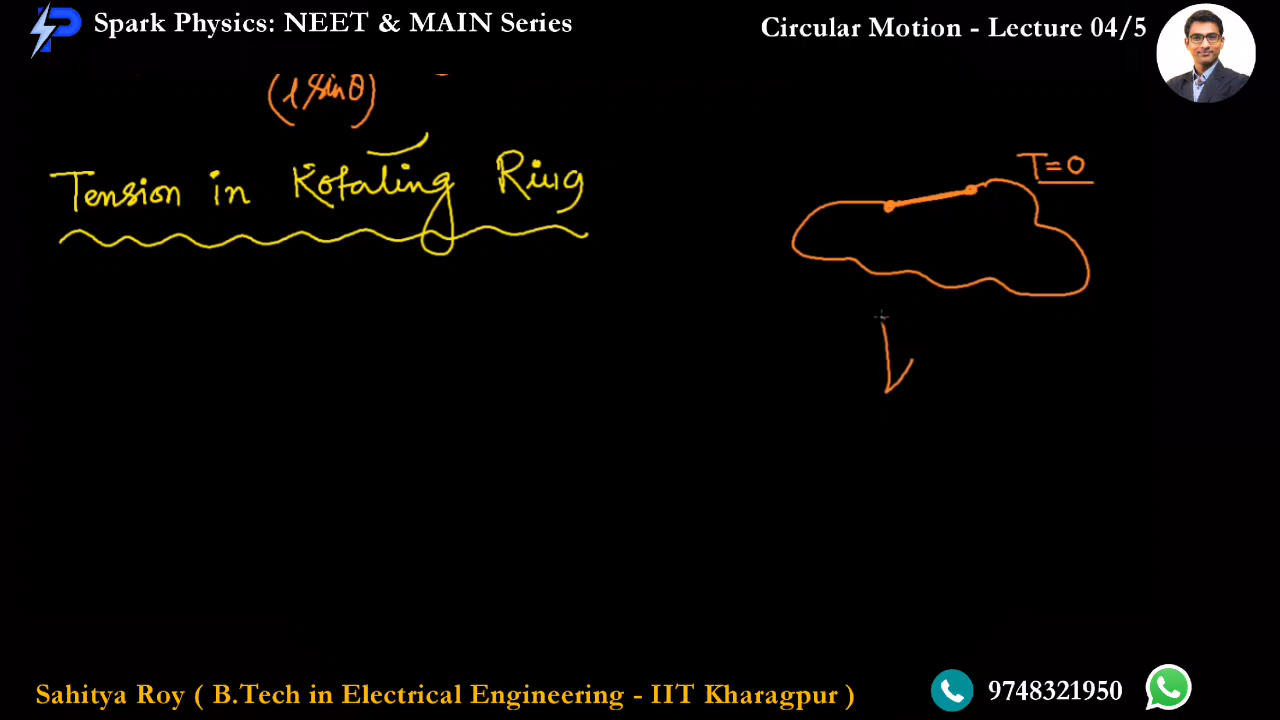 Spark Physics: NEET & MAIN Series
Circular Motion - Lecture 04/5
(l sinθ)
Tension in Rotating Ring
T=0
Sahitya Roy ( B.Tech in Electrical Engineering - IIT Kharagpur )
9748321950